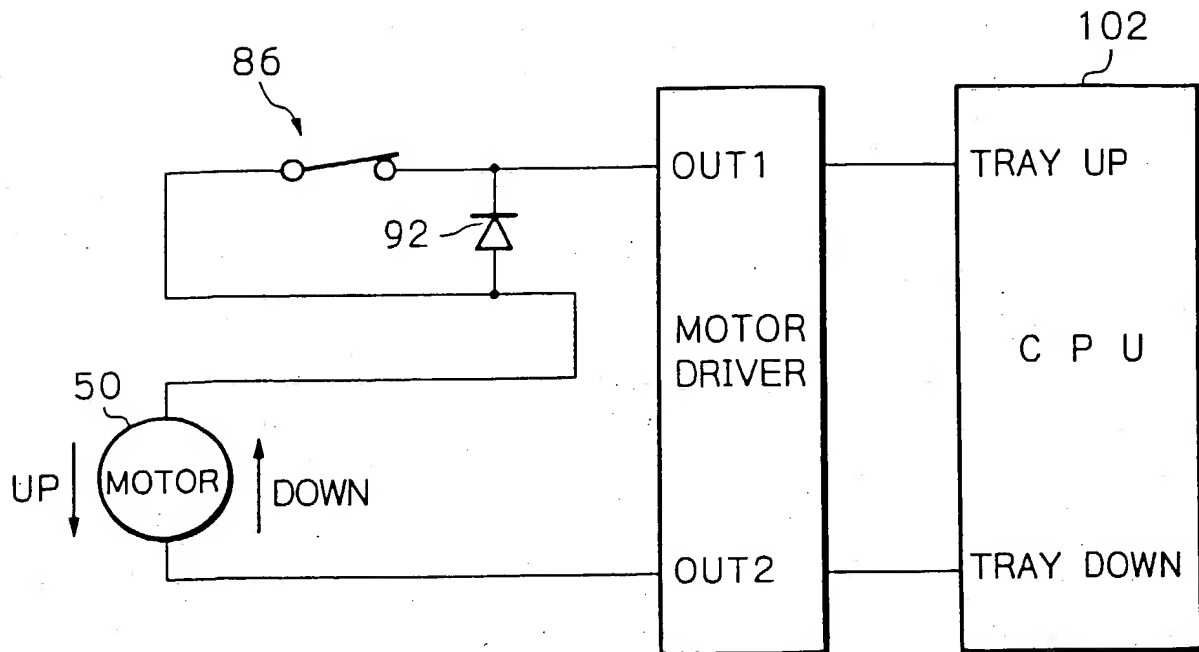 102
86
OUT1
TRAY UP
92
MOTOR
DRIVER
C P U
50
UP
MOTOR
DOWN
OUT2
TRAY DOWN